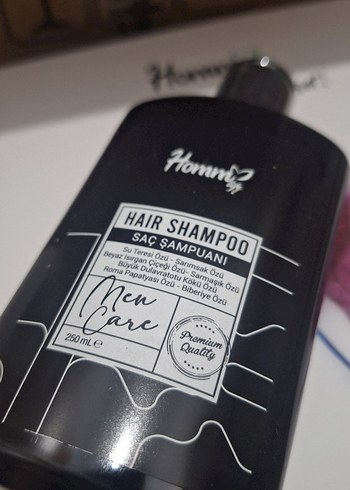 Hommy
HAIR SHAMPOO
SAÇ ŞAMPUANI
Su Teresi Özü - Sarımsak Özü
Beyaz Isırgan Çiçeği Özü- Sarmaşık Özü
Büyük Dulavratotu Kökü Özü
Roma Papatyası Özü - Biberiye Özü
Men
Care
Premium
Quality
250 mL ℮